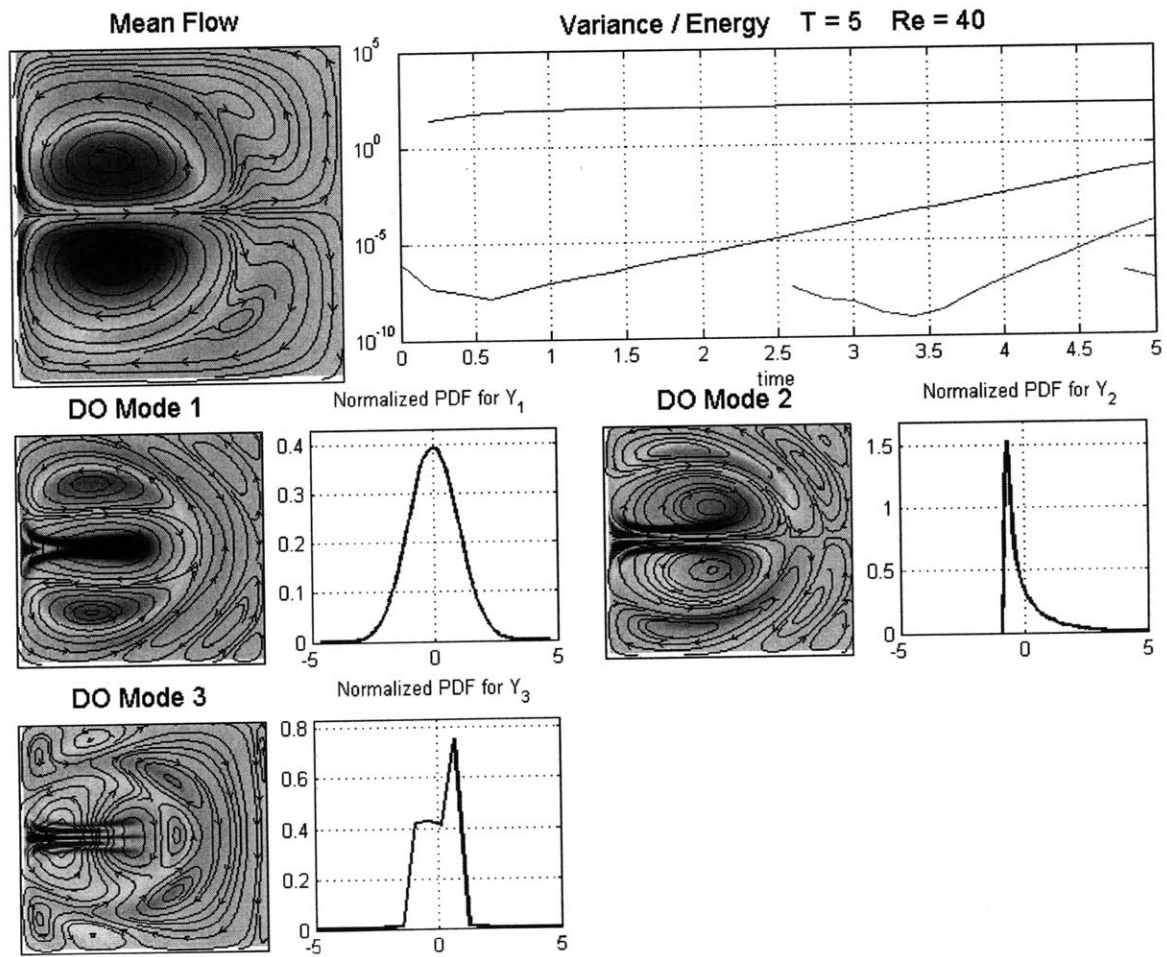 Mean Flow
Variance / Energy T = 5 Re = 40
10^5
10^0
10^-5
10^-10
0 0.5 1 1.5 2 2.5 3 3.5 4 4.5 5
time
DO Mode 1
Normalized PDF for Y_1
0.4
0.3
0.2
0.1
0
-5 0 5
DO Mode 2
Normalized PDF for Y_2
1.5
1
0.5
0
-5 0 5
DO Mode 3
Normalized PDF for Y_3
0.8
0.6
0.4
0.2
0
-5 0 5